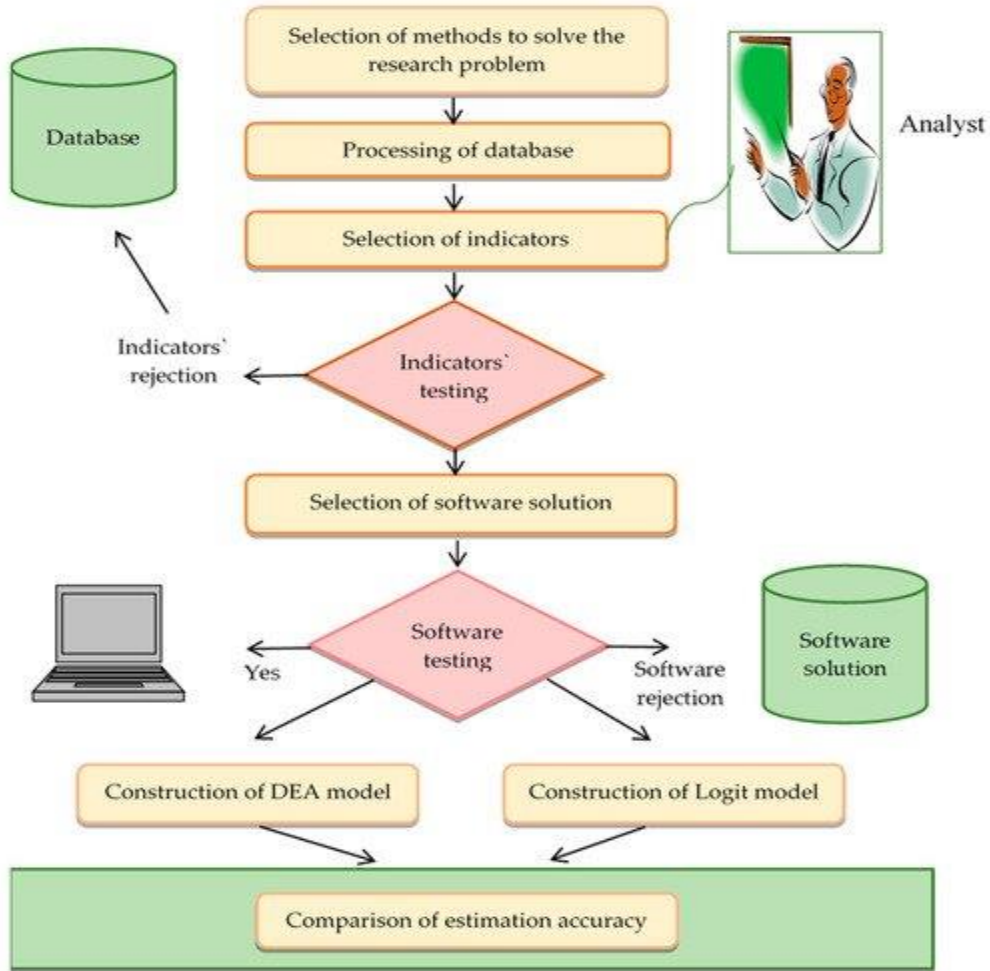 Selection of methods to solve the
research problem
Database
Analyst
Processing of database
Selection of indicators
Indicators`
rejection
Indicators`
testing
Selection of software solution
Software
testing
Yes
Software
rejection
Software
solution
Construction of DEA model
Construction of Logit model
Comparison of estimation accuracy